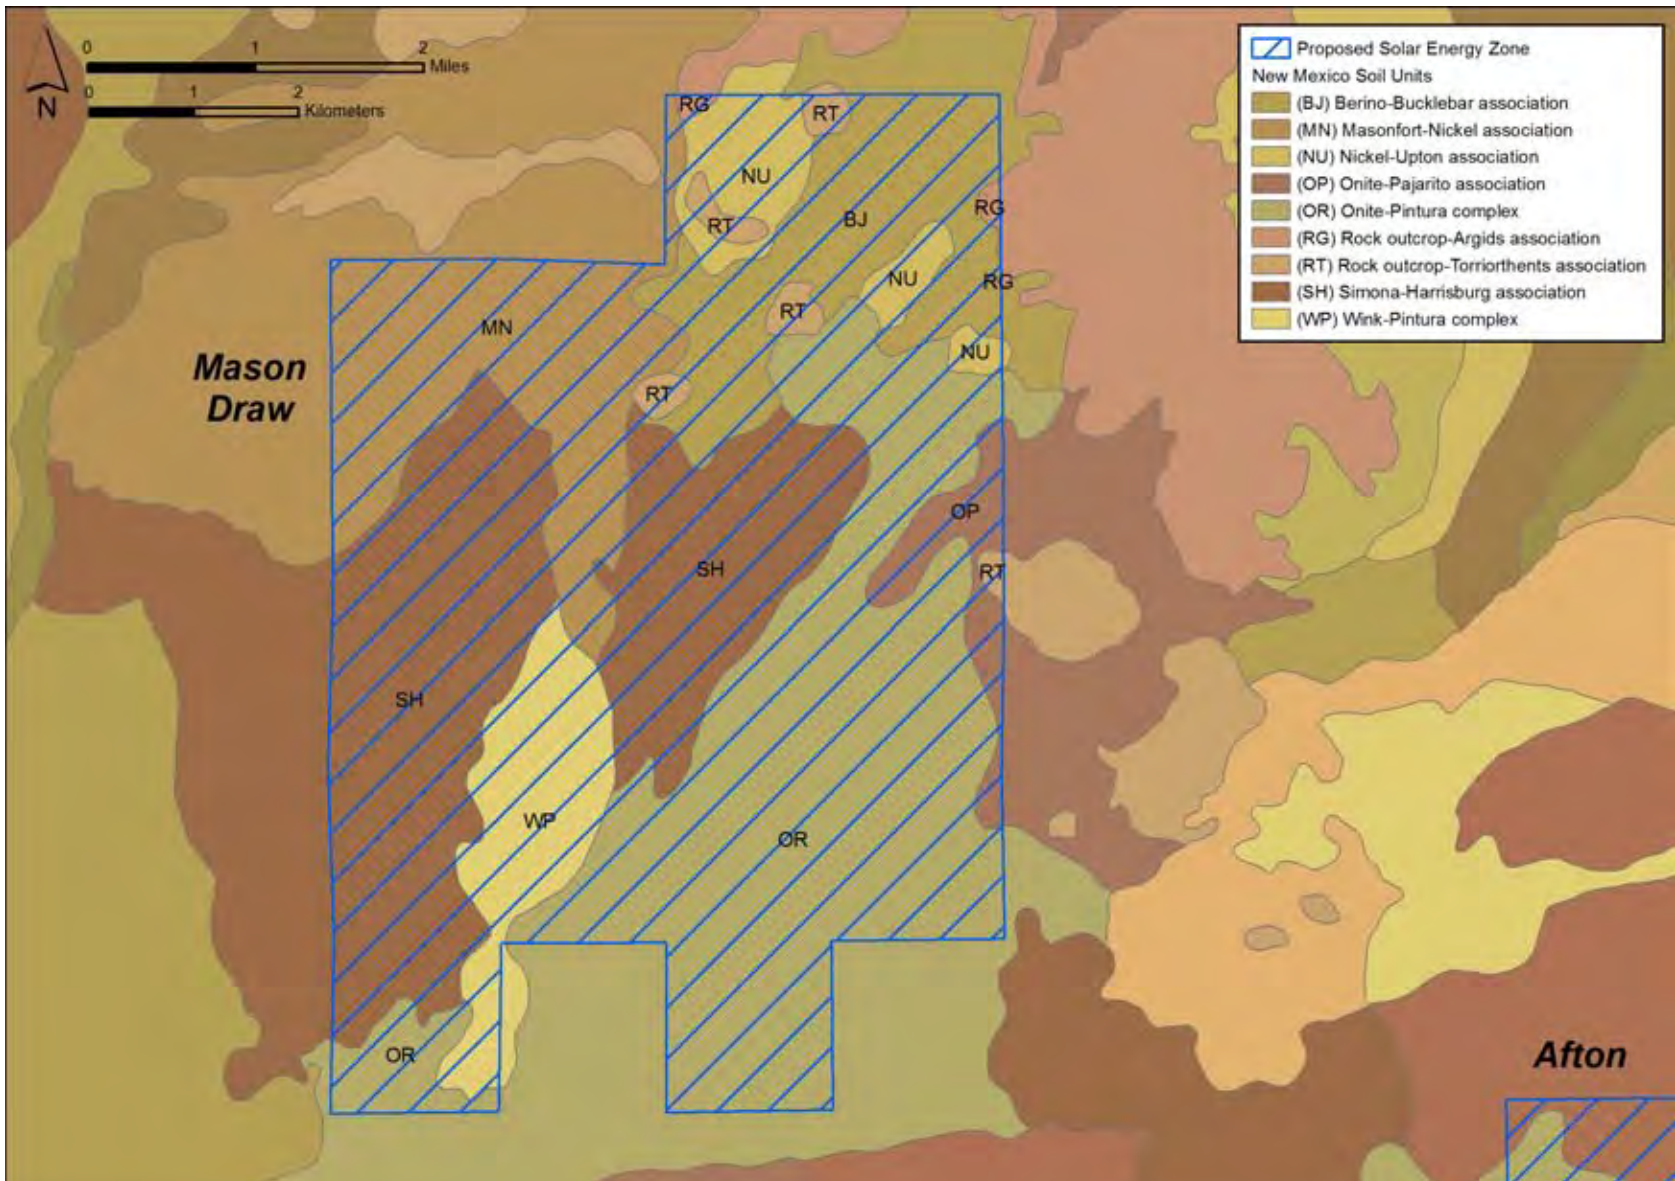 0 1 2
Miles
0 1 2
Kilometers
N
Proposed Solar Energy Zone
New Mexico Soil Units
(BJ) Berino-Bucklebar association
(MN) Masonfort-Nickel association
(NU) Nickel-Upton association
(OP) Onite-Pajarito association
(OR) Onite-Pintura complex
(RG) Rock outcrop-Argids association
(RT) Rock outcrop-Torriorthents association
(SH) Simona-Harrisburg association
(WP) Wink-Pintura complex
RG
RT
NU
RG
BJ
RT
NU
RG
RT
MN
NU
Mason
Draw
RT
OP
SH
RT
SH
WP
OR
OR
Afton